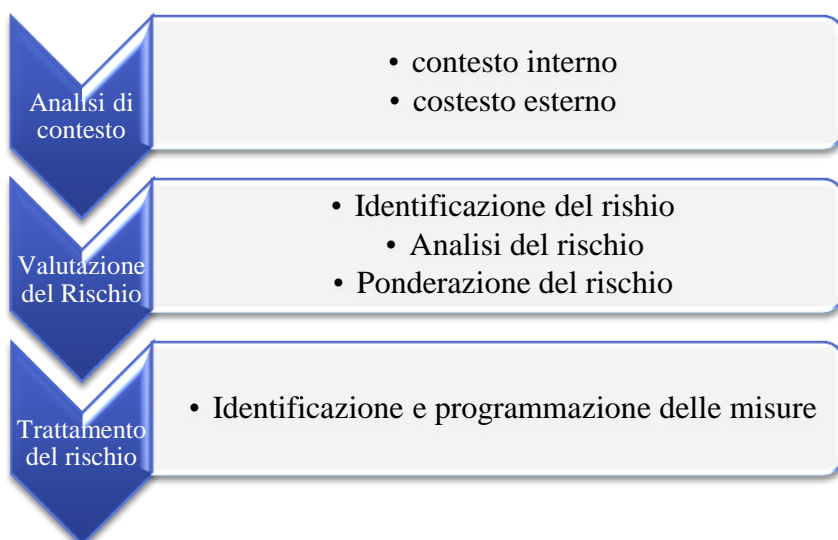 Analisi di
contesto
• contesto interno
• costesto esterno
Valutazione
del Rischio
• Identificazione del rishio
• Analisi del rischio
• Ponderazione del rischio
Trattamento
del rischio
• Identificazione e programmazione delle misure